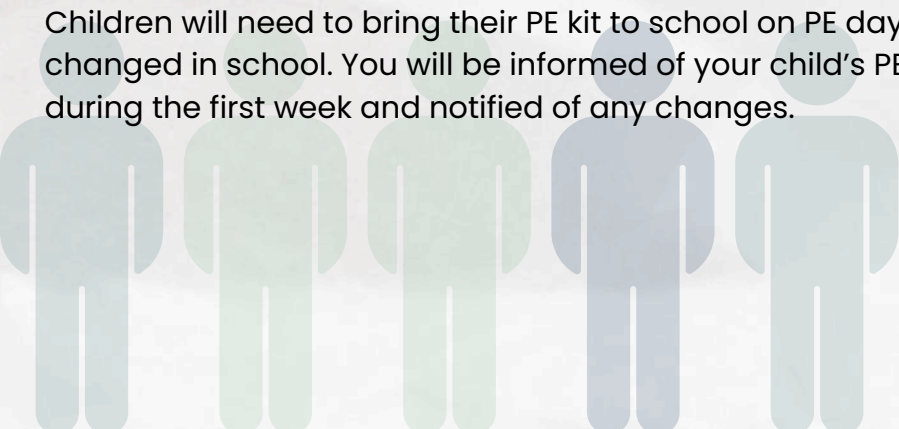 Children will need to bring their PE kit to school on PE day
changed in school. You will be informed of your child's PE
during the first week and notified of any changes.